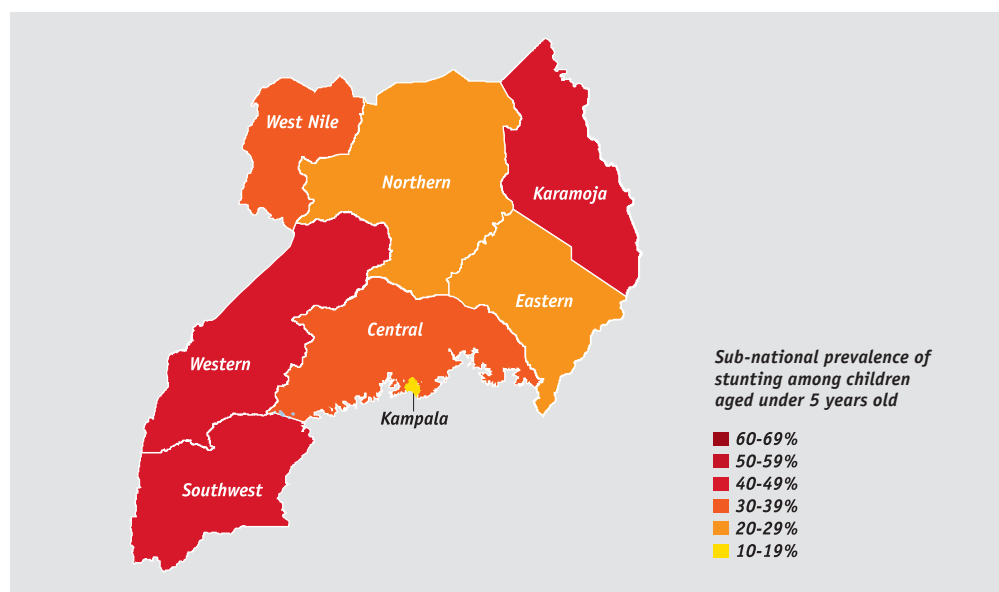 West Nile
Northern
Karamoja
Eastern
Central
Western
Kampala
Southwest
Sub-national prevalence of
stunting among children
aged under 5 years old
60-69%
50-59%
40-49%
30-39%
20-29%
10-19%